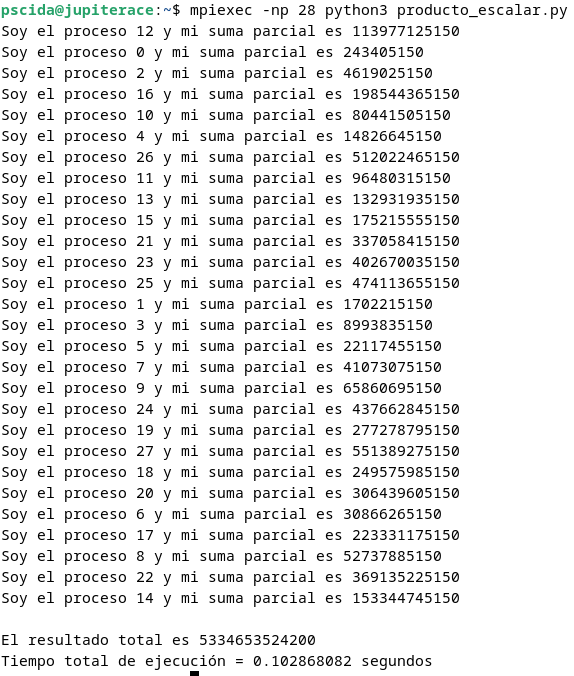 pscida@jupiterace:~$ mpiexec -np 28 python3 producto_escalar.py
Soy el proceso 12 y mi suma parcial es 113977125150
Soy el proceso 0 y mi suma parcial es 243405150
Soy el proceso 2 y mi suma parcial es 4619025150
Soy el proceso 16 y mi suma parcial es 198544365150
Soy el proceso 10 y mi suma parcial es 80441505150
Soy el proceso 4 y mi suma parcial es 14826645150
Soy el proceso 26 y mi suma parcial es 512022465150
Soy el proceso 11 y mi suma parcial es 96480315150
Soy el proceso 13 y mi suma parcial es 132931935150
Soy el proceso 15 y mi suma parcial es 175215555150
Soy el proceso 21 y mi suma parcial es 337058415150
Soy el proceso 23 y mi suma parcial es 402670035150
Soy el proceso 25 y mi suma parcial es 474113655150
Soy el proceso 1 y mi suma parcial es 1702215150
Soy el proceso 3 y mi suma parcial es 8993835150
Soy el proceso 5 y mi suma parcial es 22117455150
Soy el proceso 7 y mi suma parcial es 41073075150
Soy el proceso 9 y mi suma parcial es 65860695150
Soy el proceso 24 y mi suma parcial es 437662845150
Soy el proceso 19 y mi suma parcial es 277278795150
Soy el proceso 27 y mi suma parcial es 551389275150
Soy el proceso 18 y mi suma parcial es 249575985150
Soy el proceso 20 y mi suma parcial es 306439605150
Soy el proceso 6 y mi suma parcial es 30866265150
Soy el proceso 17 y mi suma parcial es 223331175150
Soy el proceso 8 y mi suma parcial es 52737885150
Soy el proceso 22 y mi suma parcial es 369135225150
Soy el proceso 14 y mi suma parcial es 153344745150
El resultado total es 5334653524200
Tiempo total de ejecución = 0.102868082 segundos